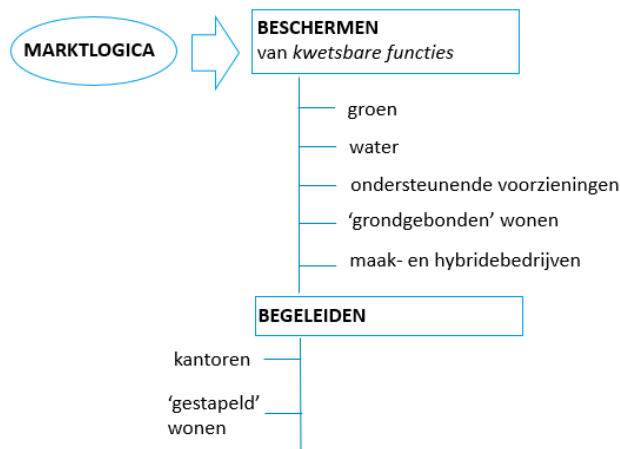 MARKTLOGICA
BESCHERMEN
van kwetsbare functies
groen
water
ondersteunende voorzieningen
‘grondgebonden’ wonen
maak- en hybridebedrijven
BEGELEIDEN
kantoren
‘gestapeld’
wonen